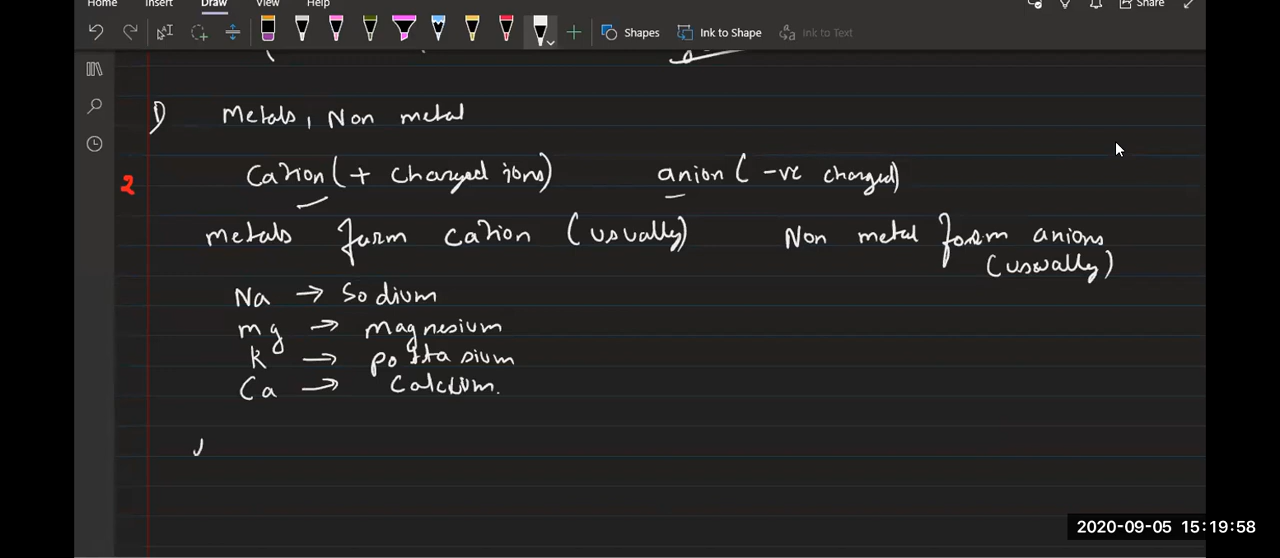 Home Insert Draw View Help Share
Shapes Ink to Shape Ink to Text
1) Metals, Non metal
2 Cation (+ charged ions) anion (-ve charged)
metals form cation (usually) Non metal form anions
(usually)
Na → Sodium
mg → magnesium
K → pottasium
Ca → Calcium.
2020-09-05 15:19:58